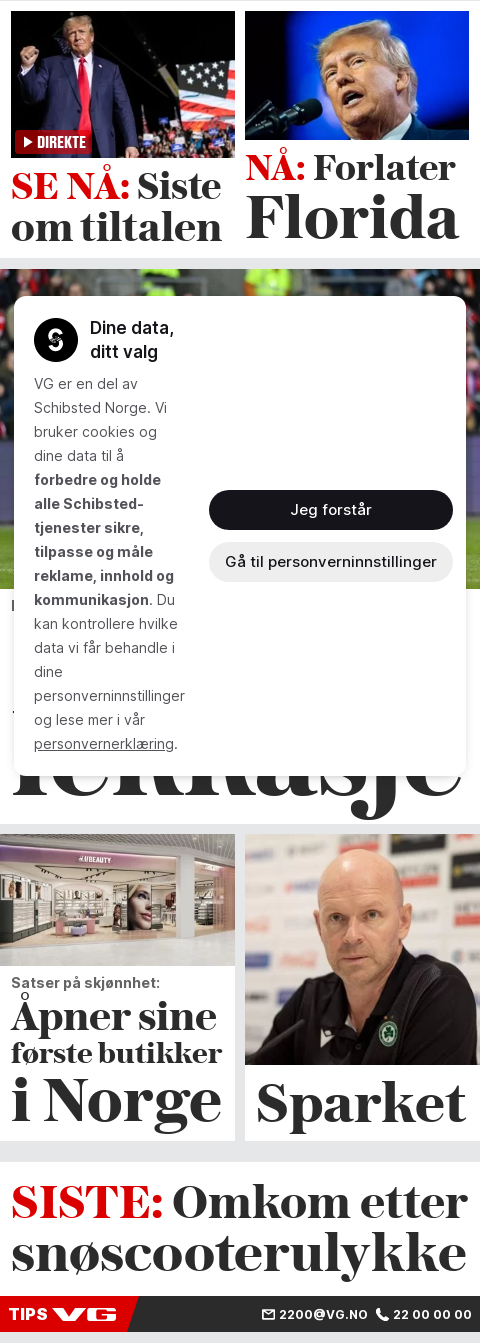 DIREKTE
SE NÅ: Siste
om tiltalen
NÅ: Forlater
Florida
Dine data,
ditt valg
VG er en del av
Schibsted Norge. Vi
bruker cookies og
dine data til å
forbedre og holde
alle Schibsted-
tjenester sikre,
tilpasse og måle
reklame, innhold og
kommunikasjon. Du
kan kontrollere hvilke
data vi får behandle i
dine
personverninnstillinger
og lese mer i vår
personvernerklæring.
Jeg forstår
Gå til personverninnstillinger
H&M BEAUTY
Satser på skjønnhet:
Åpner sine
første butikker
i Norge
Sparket
SISTE: Omkom etter
snøscooterulykke
TIPS VG
2200@VG.NO 22 00 00 00